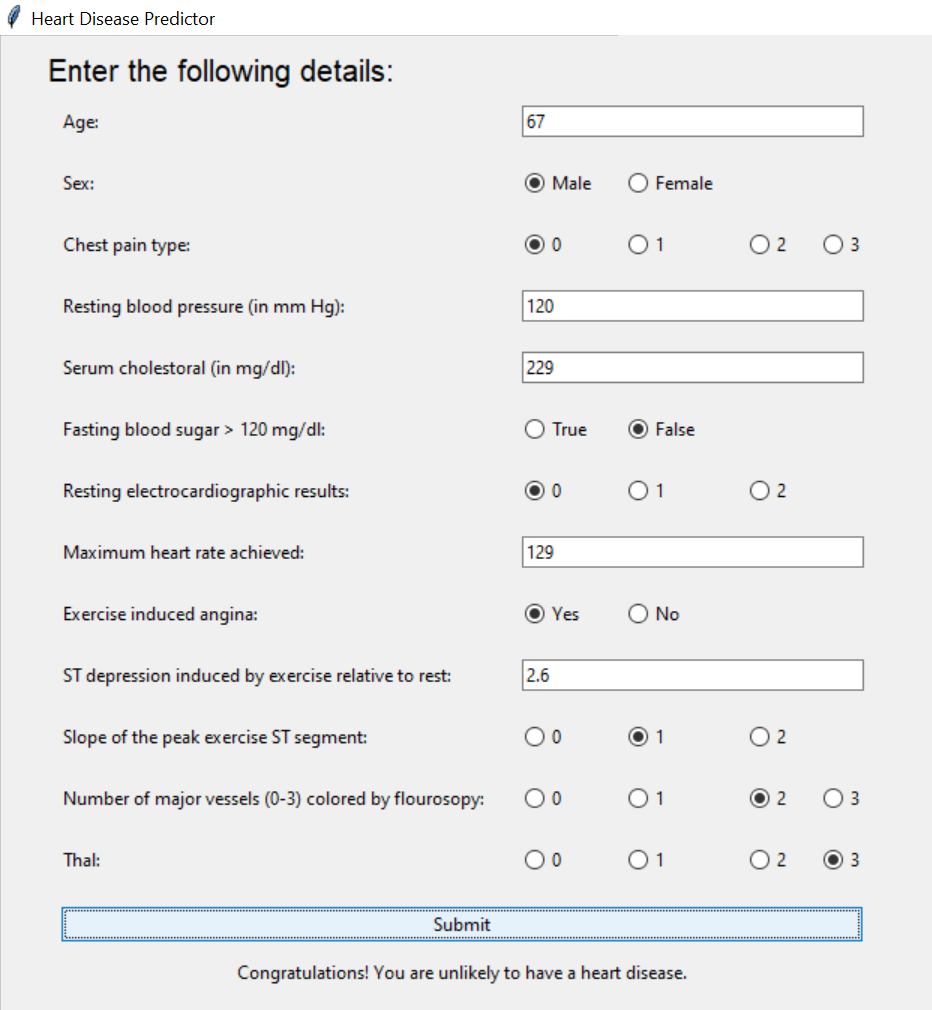 Heart Disease Predictor
Enter the following details:
Age: 67
Sex: Male Female
Chest pain type: 0 1 2 3
Resting blood pressure (in mm Hg): 120
Serum cholestoral (in mg/dl): 229
Fasting blood sugar > 120 mg/dl: True False
Resting electrocardiographic results: 0 1 2
Maximum heart rate achieved: 129
Exercise induced angina: Yes No
ST depression induced by exercise relative to rest: 2.6
Slope of the peak exercise ST segment: 0 1 2
Number of major vessels (0-3) colored by flourosopy: 0 1 2 3
Thal: 0 1 2 3
Submit
Congratulations! You are unlikely to have a heart disease.